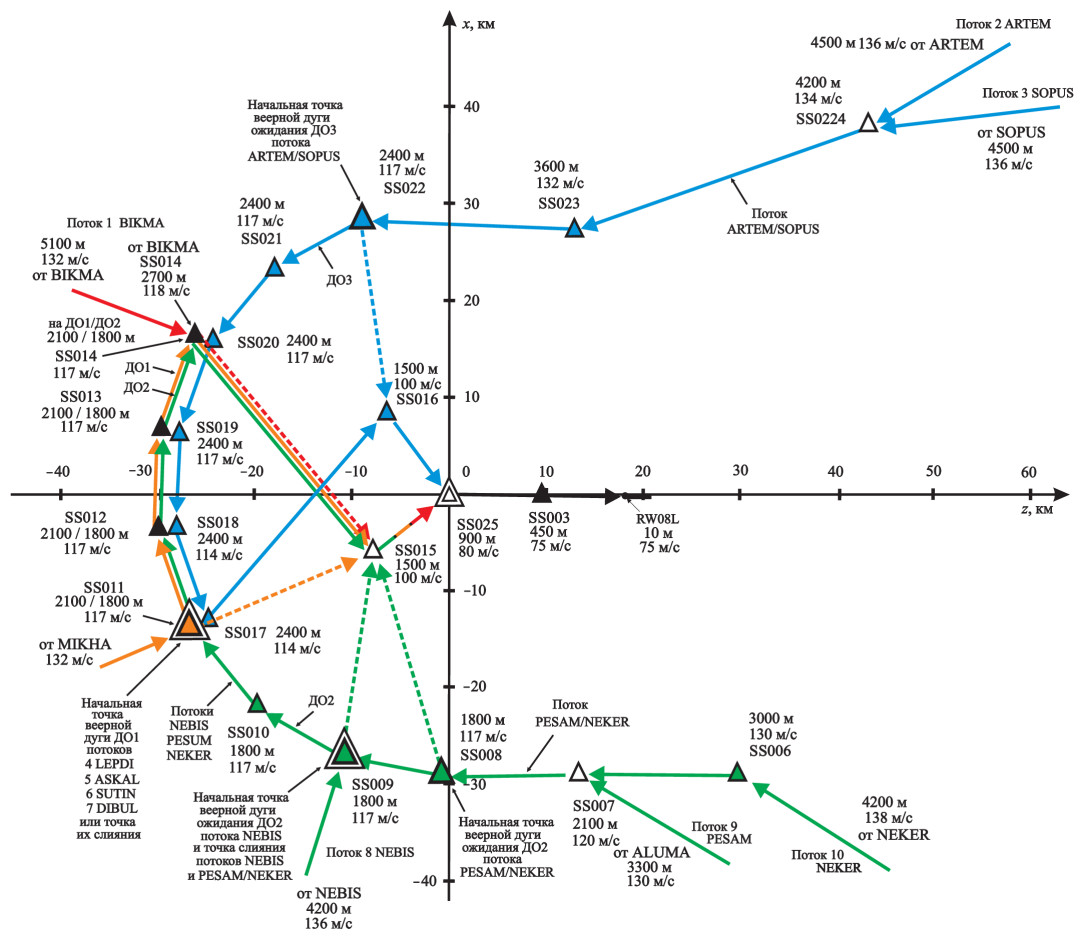 x, км
Поток 2 ARTEM
4500 м 136 м/с от ARTEM
4200 м
134 м/с
SS0224
Поток 3 SOPUS
от SOPUS
4500 м
136 м/с
40
Начальная точка
веерной дуги
ожидания ДО3
потока
ARTEM/SOPUS
2400 м
117 м/с
SS022
3600 м
132 м/с
SS023
Поток
ARTEM/SOPUS
30
2400 м
117 м/с
SS021
ДО3
Поток 1 BIKMA
5100 м
132 м/с
от BIKMA
от BIKMA
SS014
2700 м
118 м/с
20
на ДО1/ДО2
2100 / 1800 м
SS014
117 м/с
SS020
2400 м
117 м/с
ДО1
ДО2
1500 м
100 м/с
SS016
10
SS013
2100 / 1800 м
117 м/с
SS019
2400 м
117 м/с
−40
−30
−20
−10
0
10
20
30
40
50
60
z, км
SS012
2100 / 1800 м
117 м/с
SS018
2400 м
114 м/с
SS025
900 м
80 м/с
SS003
450 м
75 м/с
RW08L
10 м
75 м/с
SS015
1500 м
100 м/с
−10
SS011
2100 / 1800 м
117 м/с
SS017
2400 м
114 м/с
от MIKHA
132 м/с
−20
Начальная
точка
веерной
дуги ДО1
потоков
4 LEPDI
5 ASKAL
6 SUTIN
7 DIBUL
или точка
их слияния
Потоки
NEBIS
PESUM
NEKER
SS010
1800 м
117 м/с
ДО2
1800 м
117 м/с
SS008
Поток
PESAM/NEKER
3000 м
130 м/с
SS006
−30
SS009
1800 м
117 м/с
Начальная точка
веерной дуги
ожидания ДО2
потока NEBIS
и точка слияния
потоков NEBIS
и PESAM/NEKER
Поток 8 NEBIS
Начальная точка
веерной дуги
ожидания ДО2
потока
PESAM/NEKER
SS007
2100 м
120 м/с
от ALUMA
3300 м
130 м/с
Поток 9
PESAM
4200 м
138 м/с
от NEKER
Поток 10
NEKER
−40
от NEBIS
4200 м
136 м/с